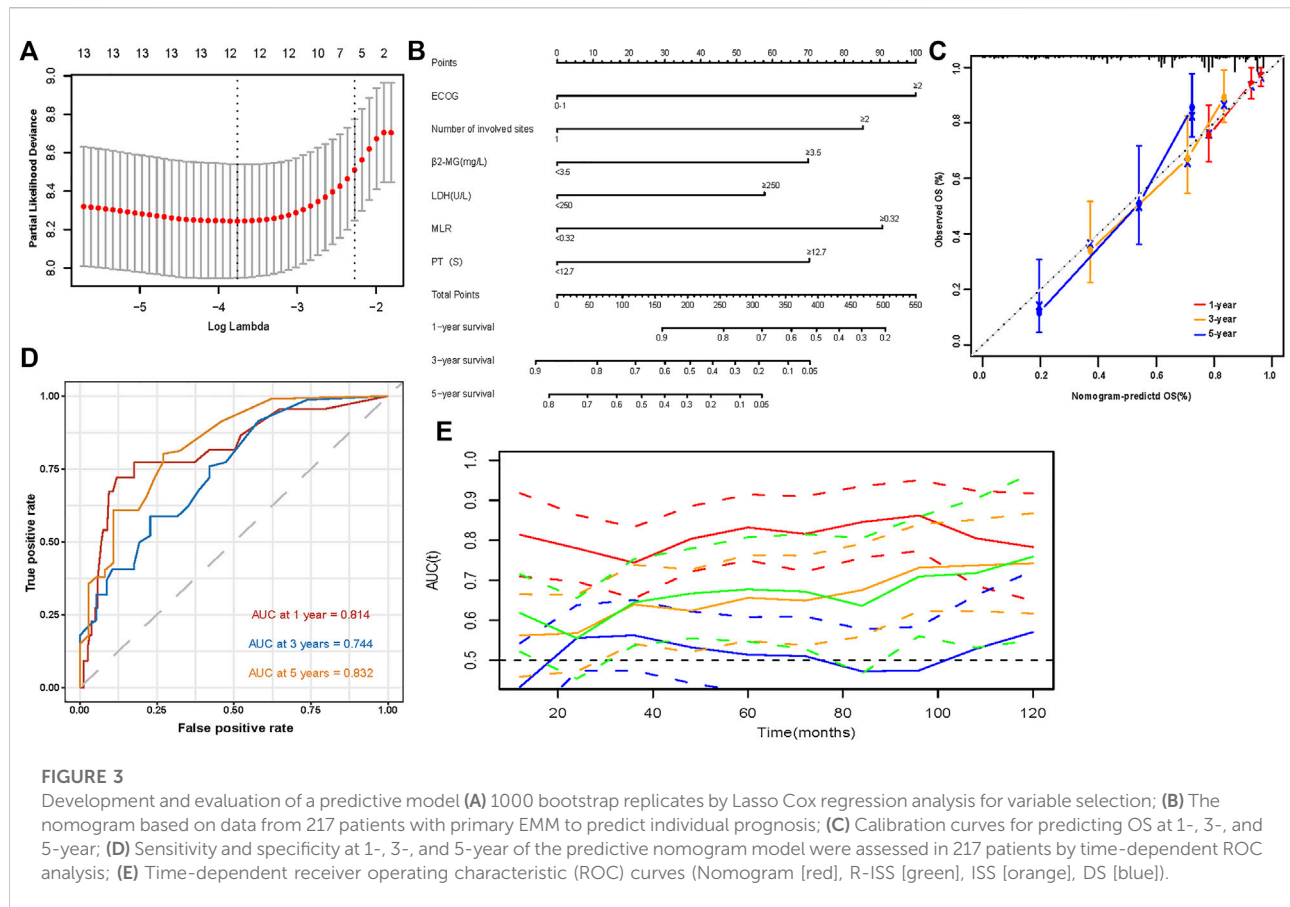 A
13 13 13 13 13 12 12 12 10 7 5 2
9.0
8.8
8.6
8.4
8.2
8.0
Partial Likelihood Deviance
−5 −4 −3 −2
Log Lambda
B
Points
0 10 20 30 40 50 60 70 80 90 100
ECOG
0-1
≥2
Number of involved sites
1
≥2
β2-MG(mg/L)
<3.5
≥3.5
LDH(U/L)
<250
≥250
MLR
<0.32
≥0.32
PT (S)
<12.7
≥12.7
Total Points
0 50 100 150 200 250 300 350 400 450 500 550
1−year survival
0.9 0.8 0.7 0.6 0.5 0.4 0.3 0.2
3−year survival
0.9 0.8 0.7 0.6 0.5 0.4 0.3 0.2 0.1 0.05
5−year survival
0.8 0.7 0.6 0.5 0.4 0.3 0.2 0.1 0.05
C
1.0
0.8
0.6
0.4
0.2
0.0
Observed OS (%)
1-year
3-year
5-year
0.0 0.2 0.4 0.6 0.8 1.0
Nomogram-predictd OS(%)
D
1.00
0.75
0.50
0.25
0.00
True positive rate
AUC at 1 year = 0.814
AUC at 3 years = 0.744
AUC at 5 years = 0.832
0.00 0.25 0.50 0.75 1.00
False positive rate
E
1.0
0.9
0.8
0.7
0.6
0.5
AUC(t)
20 40 60 80 100 120
Time(months)
FIGURE 3
Development and evaluation of a predictive model (A) 1000 bootstrap replicates by Lasso Cox regression analysis for variable selection; (B) The
nomogram based on data from 217 patients with primary EMM to predict individual prognosis; (C) Calibration curves for predicting OS at 1-, 3-, and
5-year; (D) Sensitivity and specificity at 1-, 3-, and 5-year of the predictive nomogram model were assessed in 217 patients by time-dependent ROC
analysis; (E) Time-dependent receiver operating characteristic (ROC) curves (Nomogram [red], R-ISS [green], ISS [orange], DS [blue]).